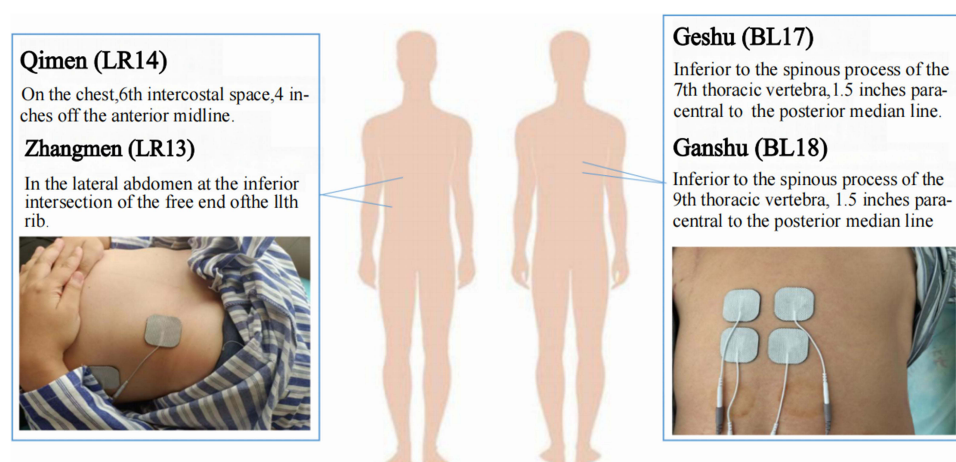 Qimen (LR14)
On the chest,6th intercostal space,4 in-
ches off the anterior midline.
Zhangmen (LR13)
In the lateral abdomen at the inferior
intersection of the free end ofthe llth
rib.
Geshu (BL17)
Inferior to the spinous process of the
7th thoracic vertebra,1.5 inches para-
central to the posterior median line.
Ganshu (BL18)
Inferior to the spinous process of the
9th thoracic vertebra, 1.5 inches para-
central to the posterior median line